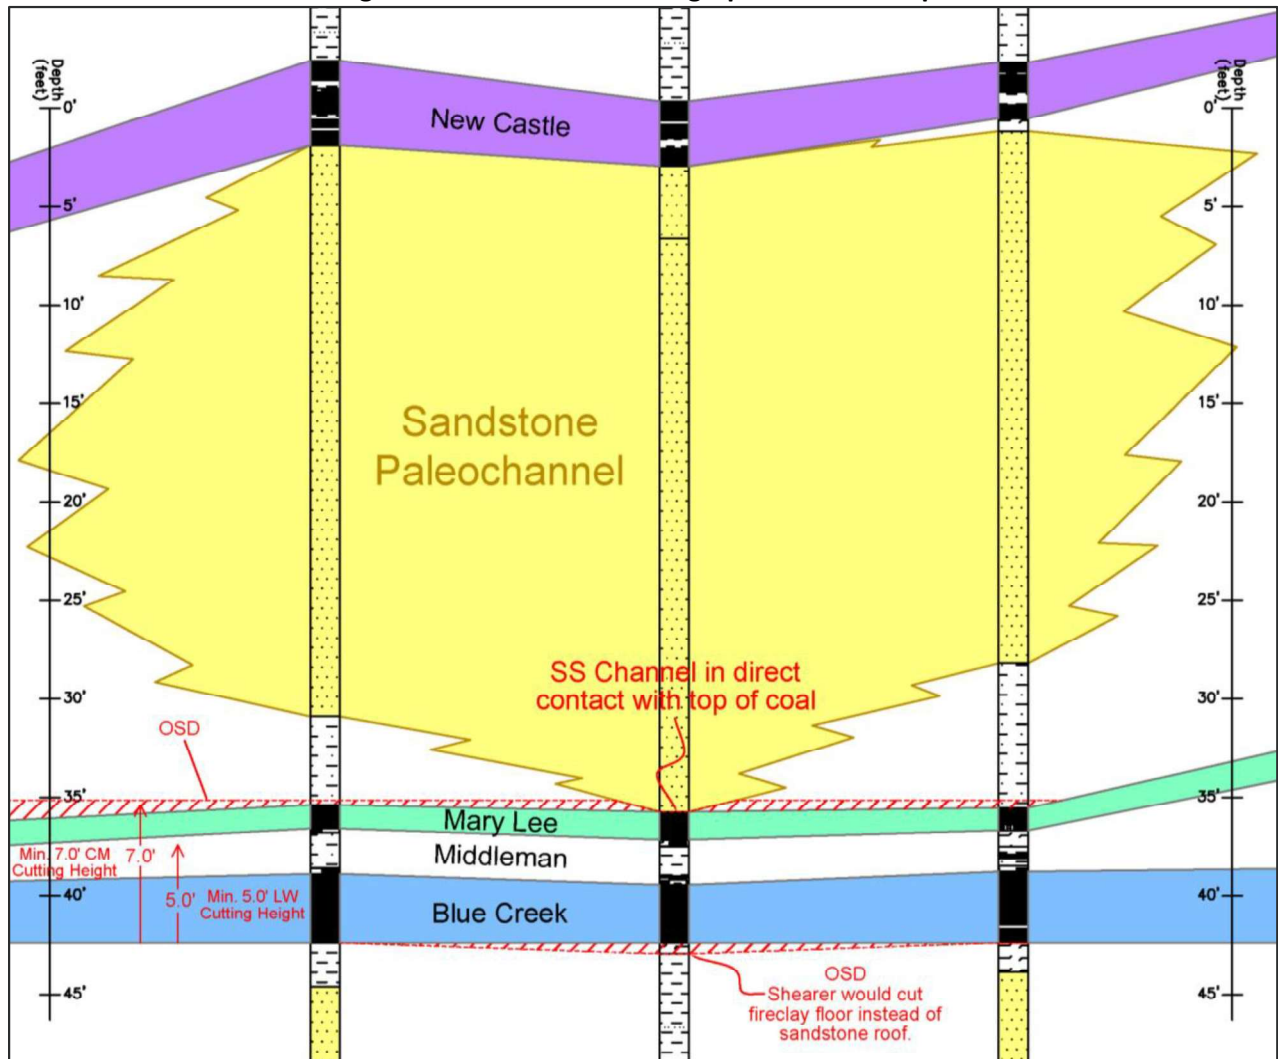 Depth
(feet)
0'
5'
10'
15'
20'
25'
30'
35'
40'
45'
New Castle
Sandstone
Paleochannel
SS Channel in direct
contact with top of coal
OSD
Mary Lee
Middleman
Blue Creek
Min. 7.0' CM
Cutting Height
7.0'
5.0'
Min. 5.0' LW
Cutting Height
OSD
Shearer would cut
fireclay floor instead of
sandstone roof.
Depth
(feet)
0'
5'
10'
15'
20'
25'
30'
35'
40'
45'